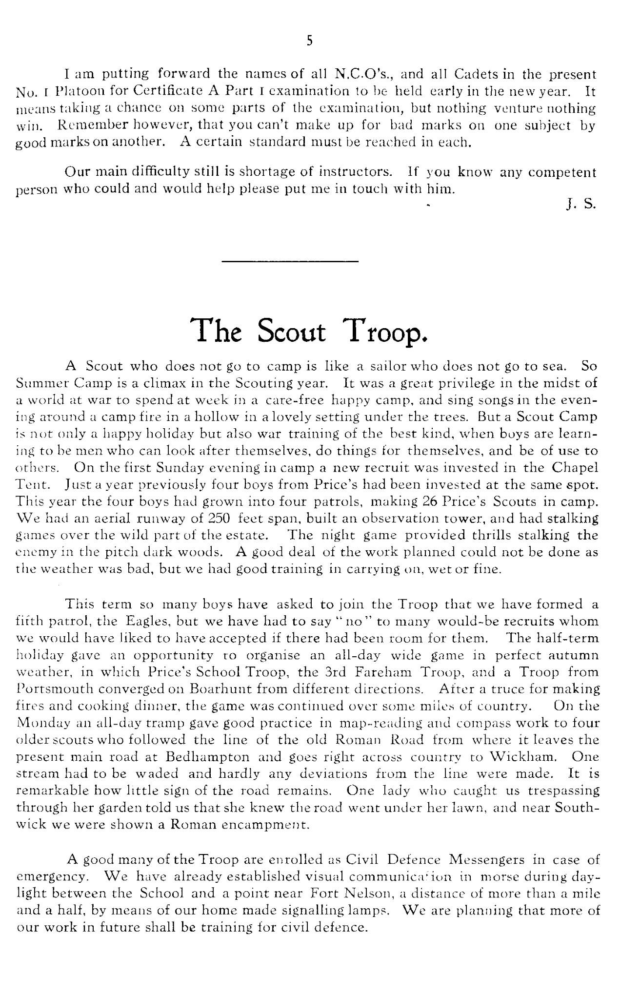 5
I am putting forward the names of all N.C.O's., and all Cadets in the present
No. 1 Platoon for Certificate A Part 1 examination to be held early in the new year. It
means taking a chance on some parts of the examination, but nothing venture nothing
win. Remember however, that you can't make up for bad marks on one subject by
good marks on another. A certain standard must be reached in each.
Our main difficulty still is shortage of instructors. If you know any competent
person who could and would help please put me in touch with him.
J. S.
The Scout Troop.
A Scout who does not go to camp is like a sailor who does not go to sea. So
Summer Camp is a climax in the Scouting year. It was a great privilege in the midst of
a world at war to spend at week in a care-free happy camp, and sing songs in the even-
ing around a camp fire in a hollow in a lovely setting under the trees. But a Scout Camp
is not only a happy holiday but also war training of the best kind, when boys are learn-
ing to be men who can look after themselves, do things for themselves, and be of use to
others. On the first Sunday evening in camp a new recruit was invested in the Chapel
Tent. Just a year previously four boys from Price's had been invested at the same spot.
This year the four boys had grown into four patrols, making 26 Price's Scouts in camp.
We had an aerial runway of 250 feet span, built an observation tower, and had stalking
games over the wild part of the estate. The night game provided thrills stalking the
enemy in the pitch dark woods. A good deal of the work planned could not be done as
the weather was bad, but we had good training in carrying on, wet or fine.
This term so many boys have asked to join the Troop that we have formed a
fifth patrol, the Eagles, but we have had to say "no" to many would-be recruits whom
we would have liked to have accepted if there had been room for them. The half-term
holiday gave an opportunity to organise an all-day wide game in perfect autumn
weather, in which Price's School Troop, the 3rd Fareham Troop, and a Troop from
Portsmouth converged on Boarhunt from different directions. After a truce for making
fires and cooking dinner, the game was continued over some miles of country. On the
Monday an all-day tramp gave good practice in map-reading and compass work to four
older scouts who followed the line of the old Roman Road from where it leaves the
present main road at Bedhampton and goes right across country to Wickham. One
stream had to be waded and hardly any deviations from the line were made. It is
remarkable how little sign of the road remains. One lady who caught us trespassing
through her garden told us that she knew the road went under her lawn, and near South-
wick we were shown a Roman encampment.
A good many of the Troop are enrolled as Civil Defence Messengers in case of
emergency. We have already established visual communication in morse during day-
light between the School and a point near Fort Nelson, a distance of more than a mile
and a half, by means of our home made signalling lamps. We are planning that more of
our work in future shall be training for civil defence.